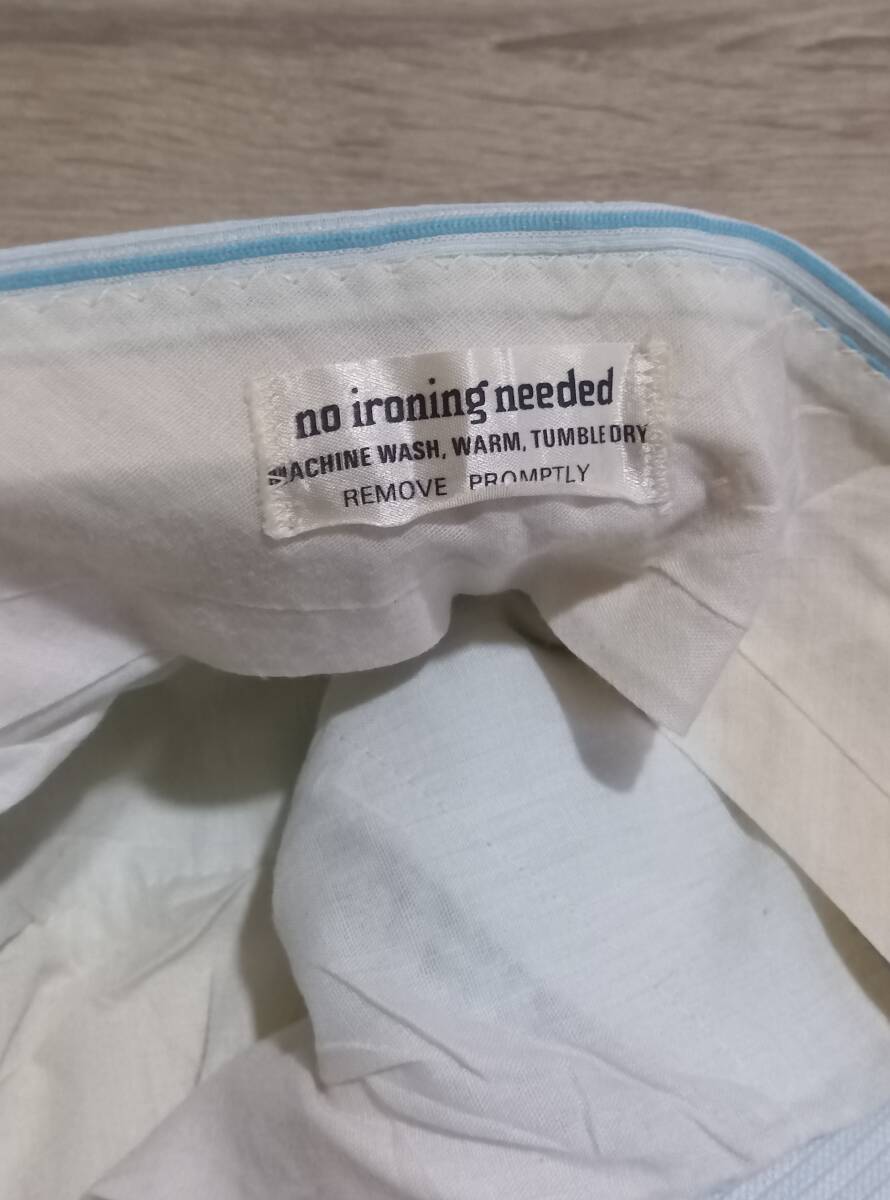 no ironing needed
MACHINE WASH, WARM, TUMBLE DRY
REMOVE PROMPTLY